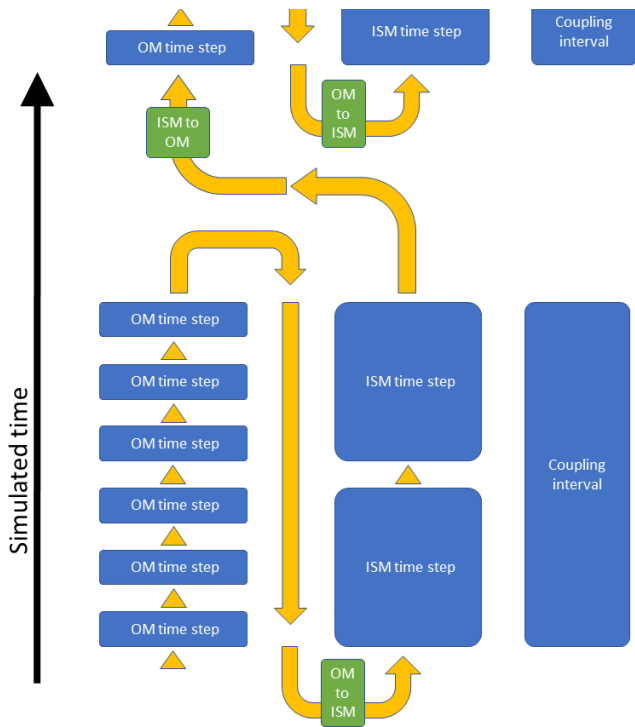 OM time step
ISM time step
Coupling
interval
OM
to
ISM
ISM to
OM
OM time step
OM time step
OM time step
OM time step
OM time step
OM time step
ISM time step
ISM time step
Coupling
interval
OM
to
ISM
Simulated time